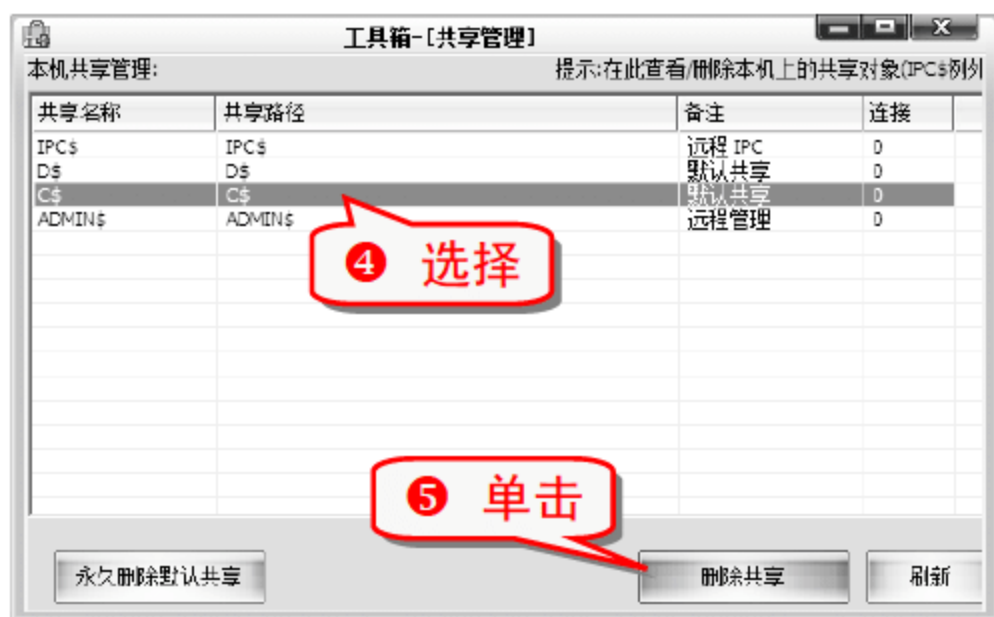 工具箱-[共享管理]
本机共享管理: 提示:在此查看/删除本机上的共享对象(IPC$例外
共享名称 共享路径 备注 连接
IPC$ IPC$ 远程 IPC 0
D$ D$ 默认共享 0
C$ C$ 默认共享 0
ADMIN$ ADMIN$ 远程管理 0
❹ 选择
❺ 单击
永久删除默认共享 删除共享 刷新